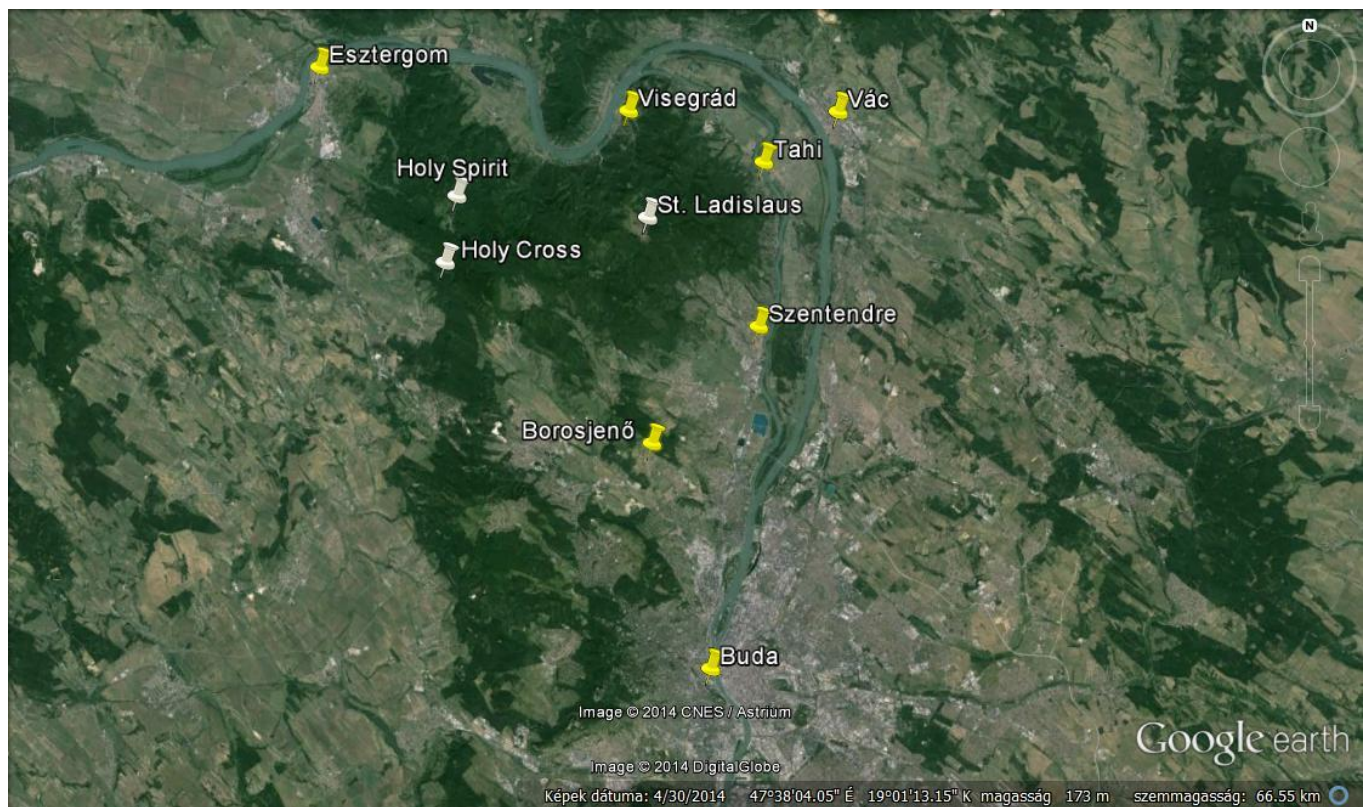 N
Esztergom
Visegrád
Vác
Tahi
Holy Spirit
St. Ladislaus
Holy Cross
Szentendre
Borosjenő
Buda
Image © 2014 CNES / Astrium
Google earth
Image © 2014 DigitalGlobe
Képek dátuma: 4/30/2014 47°38'04.05" É 19°01'13.15" K magasság 173 m szemmagasság: 66.55 km